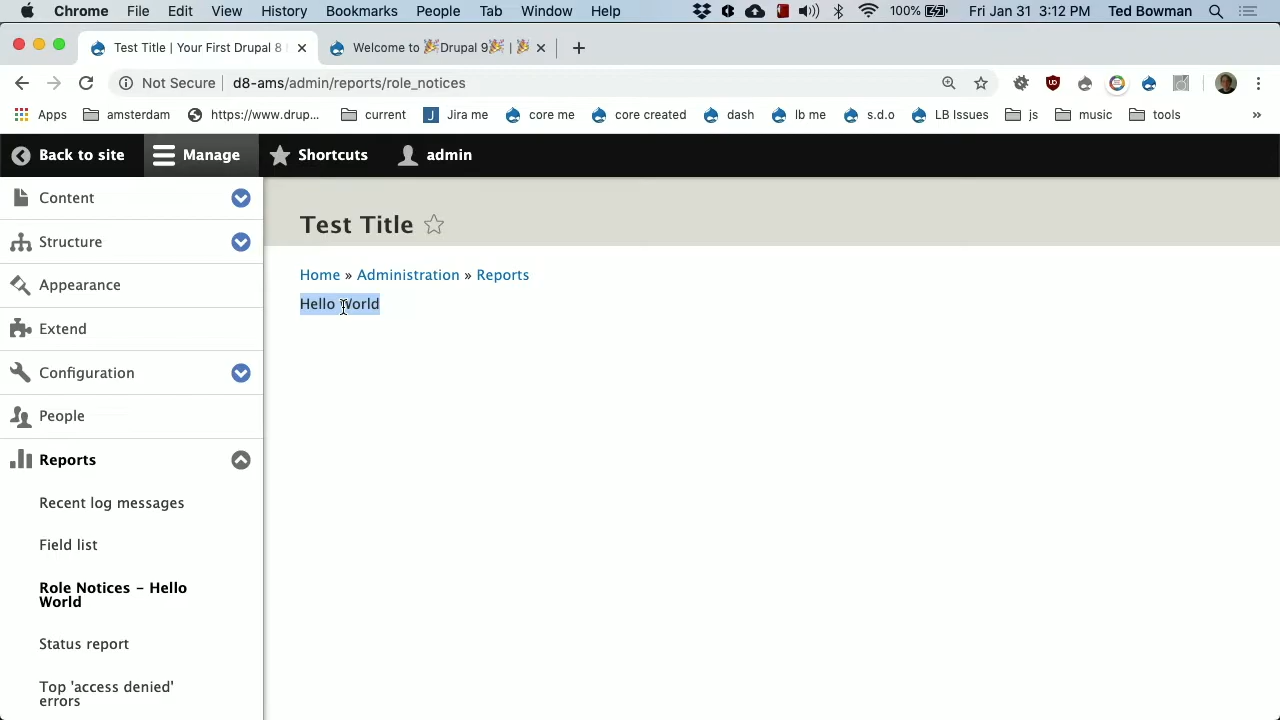 Chrome File Edit View History Bookmarks People Tab Window Help 100% Fri Jan 31 3:12 PM Ted Bowman
Test Title | Your First Drupal 8
Welcome to 🎉Drupal 9🎉 | 🎉
Not Secure d8-ams/admin/reports/role_notices
Apps amsterdam https://www.drup... current Jira me core me core created dash lb me s.d.o LB Issues js music tools »
Back to site Manage Shortcuts admin
Content
Structure
Appearance
Extend
Configuration
People
Reports
Recent log messages
Field list
Role Notices - Hello
World
Status report
Top 'access denied'
errors
Test Title
Home » Administration » Reports
Hello World